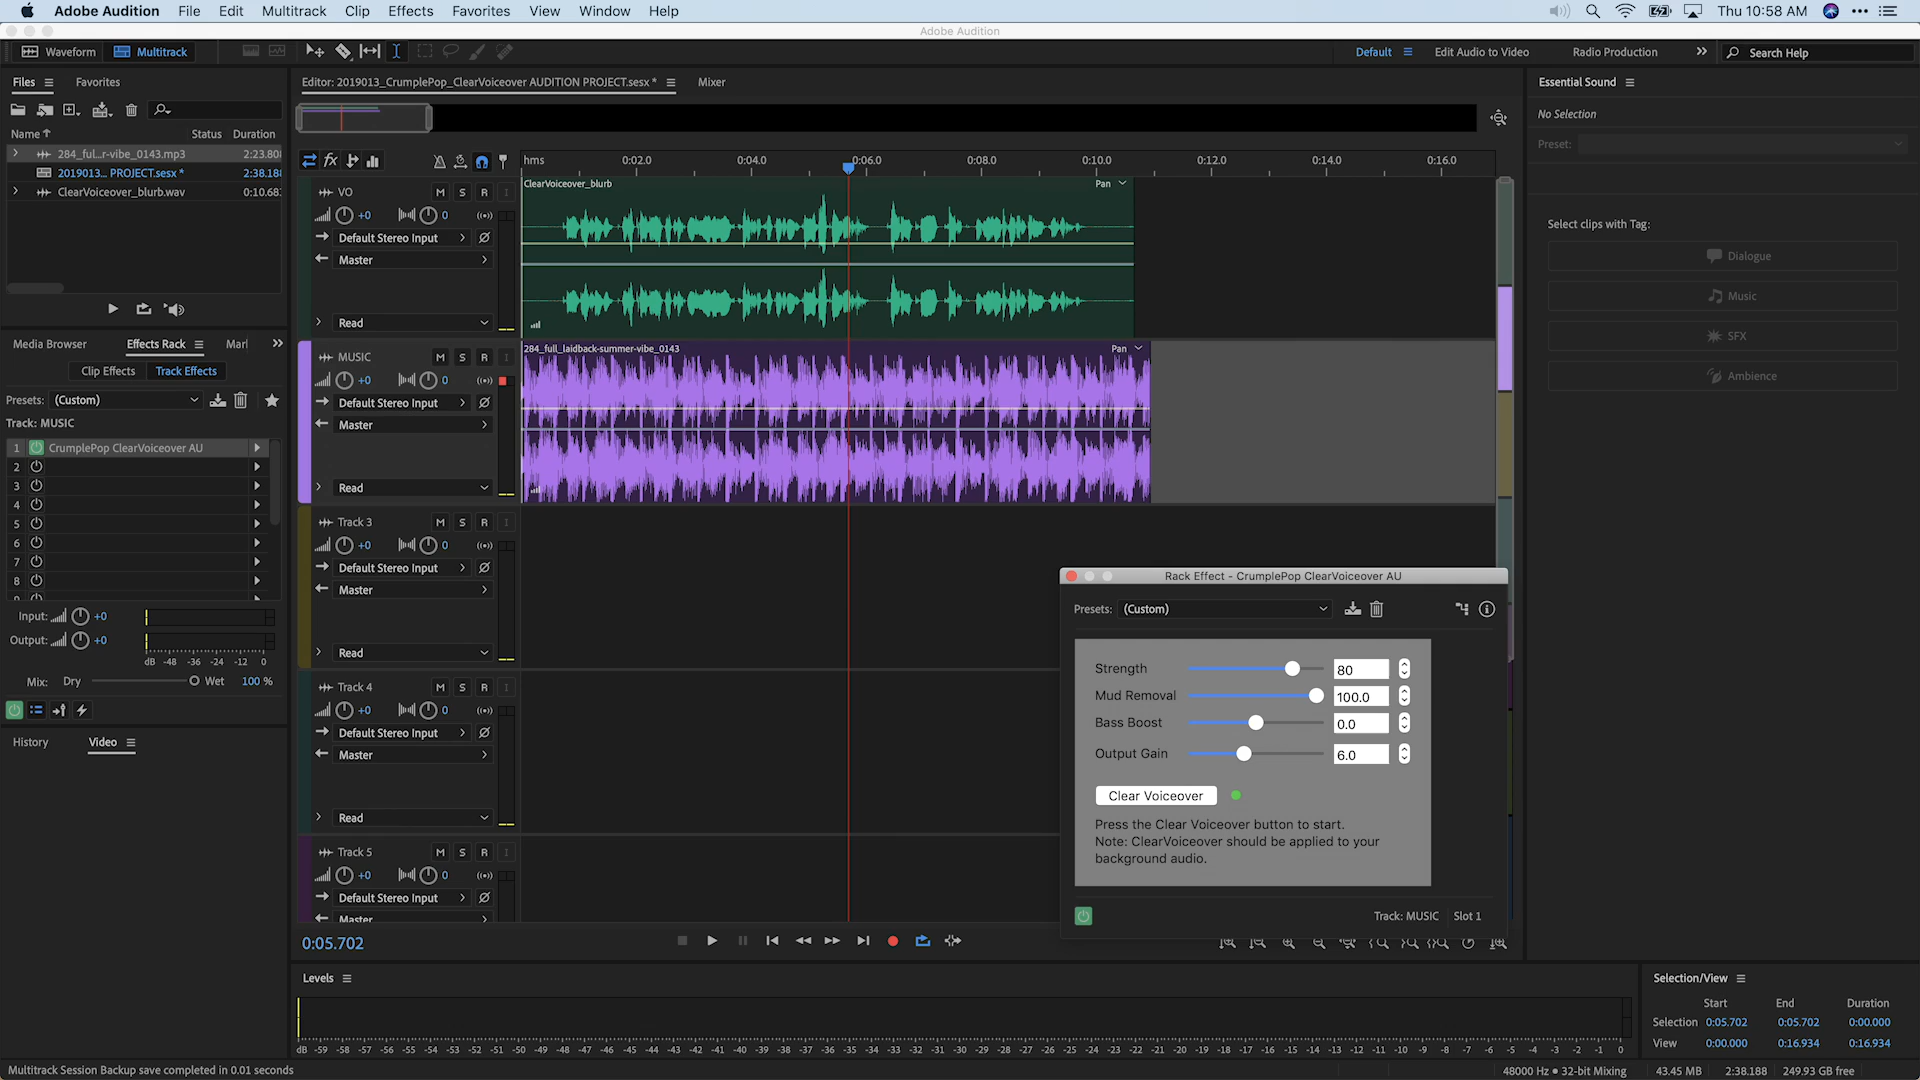 Adobe Audition File Edit Multitrack Clip Effects Favorites View Window Help Thu 10:58 AM
Adobe Audition
Waveform Multitrack Default Edit Audio to Video Radio Production Search Help
Files Favorites
Editor: 2019013_CrumplePop_ClearVoiceover AUDITION PROJECT.sesx * Mixer
Essential Sound
No Selection
Preset:
Name Status Duration
284_ful...r-vibe_0143.mp3 2:23.80
2019013... PROJECT.sesx * 2:38.188
ClearVoiceover_blurb.wav 0:10.68
hms 0:02.0 0:04.0 0:06.0 0:08.0 0:10.0 0:12.0 0:14.0 0:16.0
VO M S R I
ClearVoiceover_blurb Pan
+0 0
Default Stereo Input
Master
Read
Select clips with Tag:
Dialogue
Music
SFX
Ambience
Media Browser Effects Rack Mar
Clip Effects Track Effects
Presets: (Custom)
Track: MUSIC
1 CrumplePop ClearVoiceover AU
2
3
4
5
6
7
8
Input: +0
Output: +0
dB -48 -36 -24 -12 0
Mix: Dry Wet 100 %
History Video
MUSIC M S R I
284_full_laidback-summer-vibe_0143 Pan
+0 0
Default Stereo Input
Master
Read
Track 3 M S R I
+0 0
Default Stereo Input
Master
Read
Track 4 M S R I
+0 0
Default Stereo Input
Master
Read
Track 5 M S R I
+0 0
Default Stereo Input
Master
Rack Effect - CrumplePop ClearVoiceover AU
Presets: (Custom)
Strength 80
Mud Removal 100.0
Bass Boost 0.0
Output Gain 6.0
Clear Voiceover
Press the Clear Voiceover button to start.
Note: ClearVoiceover should be applied to your
background audio.
Track: MUSIC Slot 1
0:05.702
Levels
dB -59 -58 -57 -56 -55 -54 -53 -52 -51 -50 -49 -48 -47 -46 -45 -44 -43 -42 -41 -40 -39 -38 -37 -36 -35 -34 -33 -32 -31 -30 -29 -28 -27 -26 -25 -24 -23 -22 -21 -20 -19 -18 -17 -16 -15 -14 -13 -12 -11 -10 -9 -8 -7 -6 -5 -4 -3 -2 -1 0
Selection/View
Start End Duration
Selection 0:05.702 0:05.702 0:00.000
View 0:00.000 0:16.934 0:16.934
Multitrack Session Backup save completed in 0.01 seconds
48000 Hz • 32-bit Mixing 43.45 MB 2:38.188 249.93 GB free